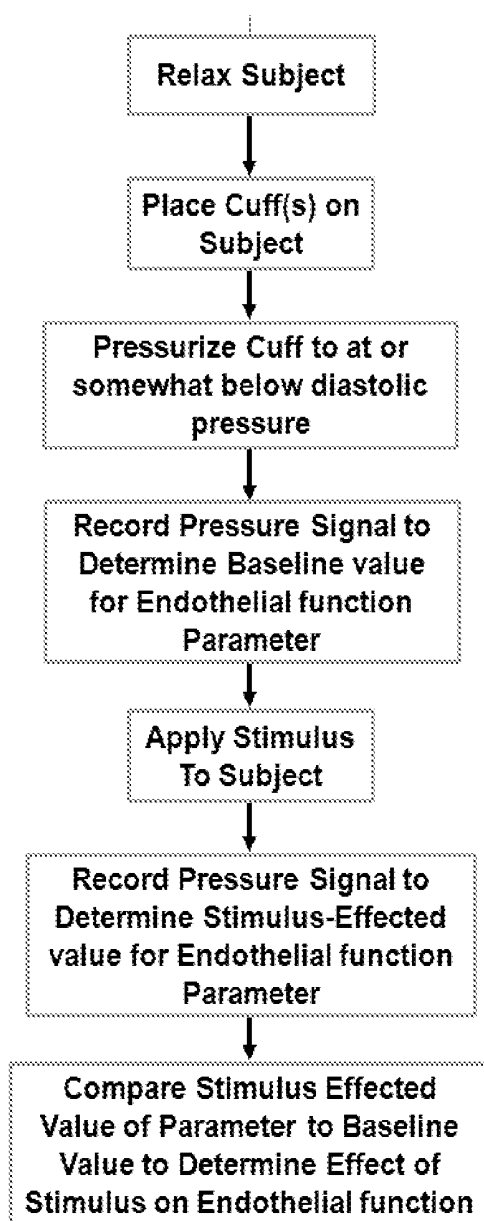 Relax Subject
Place Cuff(s) on
Subject
Pressurize Cuff to at or
somewhat below diastolic
pressure
Record Pressure Signal to
Determine Baseline value
for Endothelial function
Parameter
Apply Stimulus
To Subject
Record Pressure Signal to
Determine Stimulus-Effected
value for Endothelial function
Parameter
Compare Stimulus Effected
Value of Parameter to Baseline
Value to Determine Effect of
Stimulus on Endothelial function